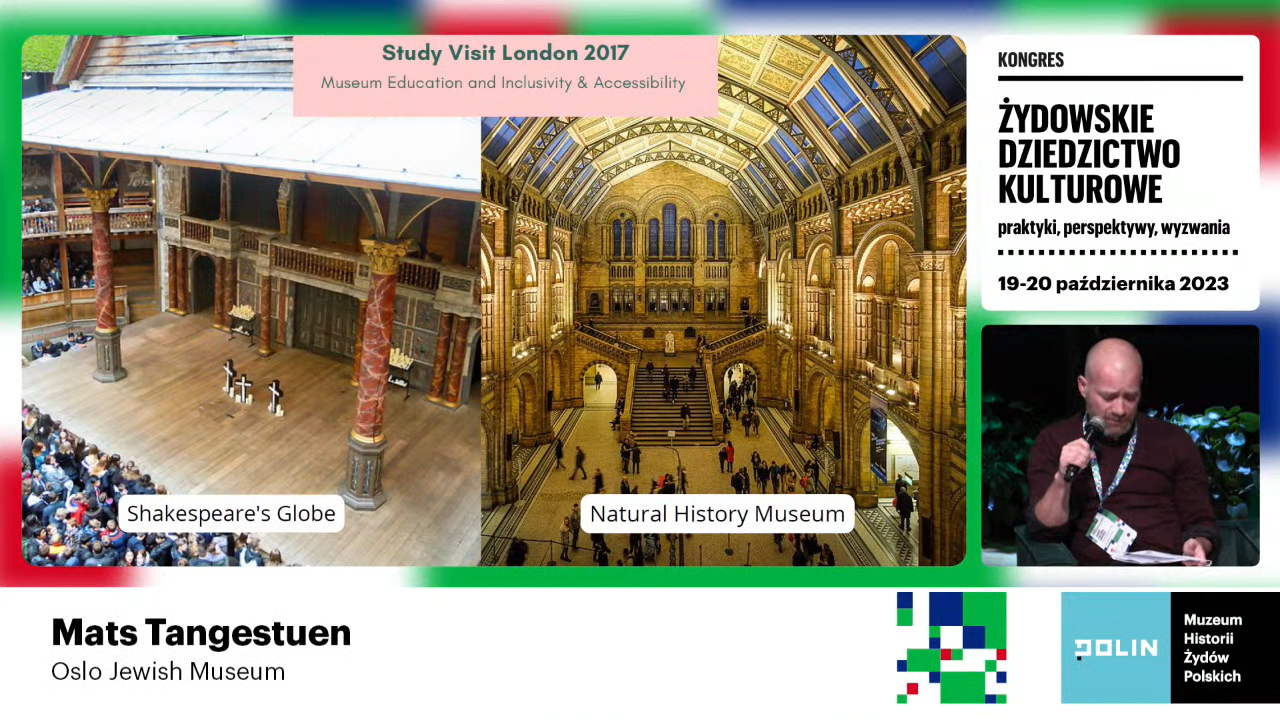 Study Visit London 2017
Museum Education and Inclusivity & Accessibility
Shakespeare's Globe
Natural History Museum
KONGRES
ŻYDOWSKIE
DZIEDZICTWO
KULTUROWE
praktyki, perspektywy, wyzwania
19-20 października 2023
Mats Tangestuen
Oslo Jewish Museum
POLIN
Muzeum
Historii
Żydów
Polskich